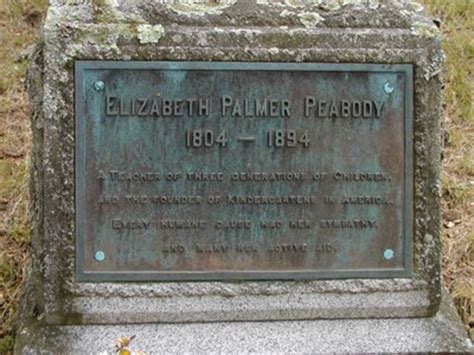 Elizabeth Palmer Peabody
1804 – 1894
A Teacher of three generations of Children,
and the founder of Kindergartens in America.
Every humane cause had her sympathy,
and many her active aid.